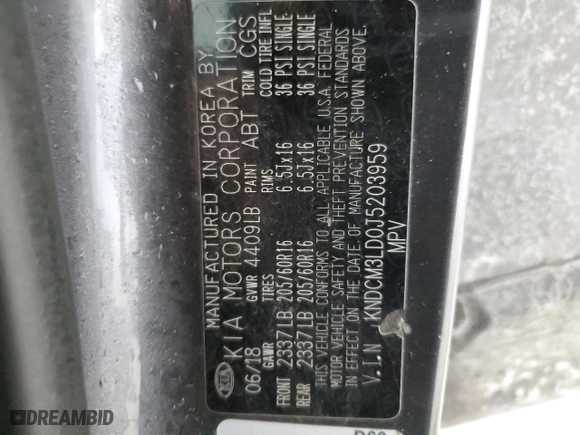 MANUFACTURED IN KOREA BY
KIA KIA MOTORS CORPORATION
06/18 GVWR 4409LB PAINT ABT TRIM CGS
GAWR TIRES RIMS COLD TIRE INFL
FRONT 2337LB 205/60R16 6.5Jx16 36 PSI SINGLE
REAR 2337LB 205/60R16 6.5Jx16 36 PSI SINGLE
THIS VEHICLE CONFORMS TO ALL APPLICABLE U.S.A. FEDERAL
MOTOR VEHICLE SAFETY AND THEFT PREVENTION STANDARDS
IN EFFECT ON THE DATE OF MANUFACTURE SHOWN ABOVE.
V.I.N KNDCM3LD0J5203959
MPV
DREAMBID